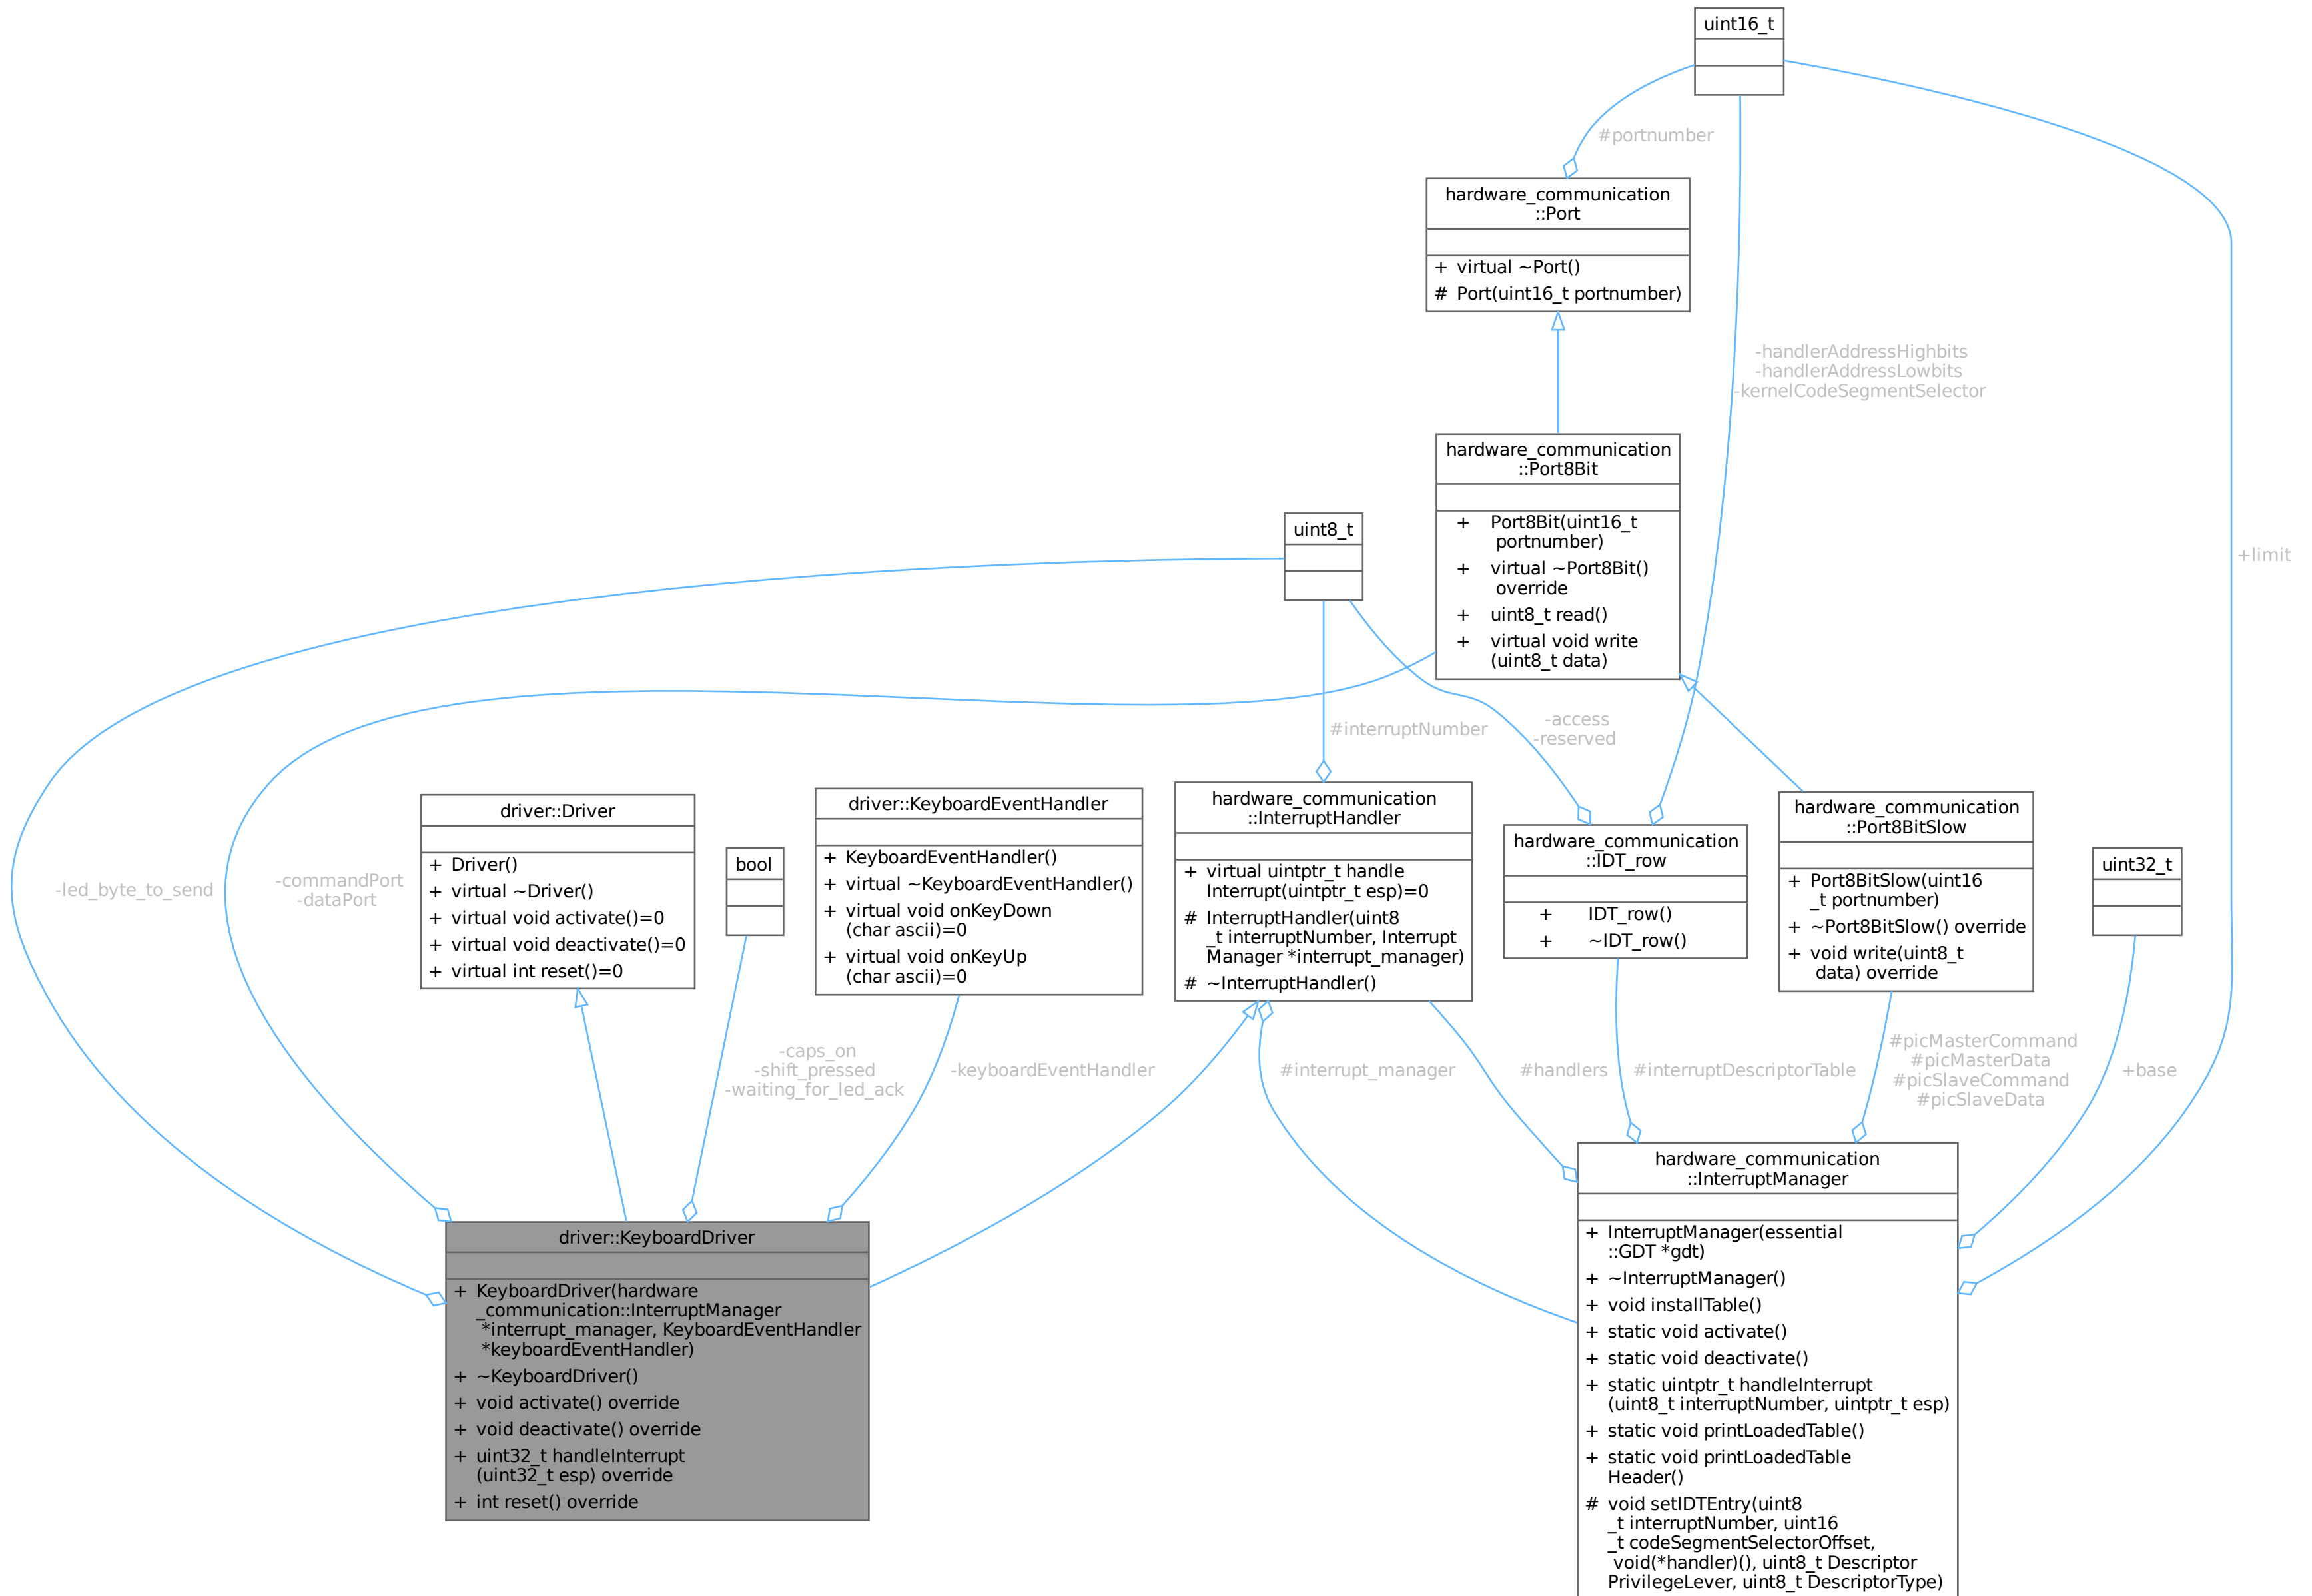 uint16_t
#portnumber
hardware_communication
::Port
+ virtual ~Port()
# Port(uint16_t portnumber)
-handlerAddressHighbits
-handlerAddressLowbits
-kernelCodeSegmentSelector
+limit
hardware_communication
::Port8Bit
+ Port8Bit(uint16_t
portnumber)
+ virtual ~Port8Bit()
override
+ uint8_t read()
+ virtual void write
(uint8_t data)
uint8_t
#interruptNumber
-access
-reserved
-led_byte_to_send
-commandPort
-dataPort
driver::Driver
+ Driver()
+ virtual ~Driver()
+ virtual void activate()=0
+ virtual void deactivate()=0
+ virtual int reset()=0
bool
driver::KeyboardEventHandler
+ KeyboardEventHandler()
+ virtual ~KeyboardEventHandler()
+ virtual void onKeyDown
(char ascii)=0
+ virtual void onKeyUp
(char ascii)=0
hardware_communication
::InterruptHandler
+ virtual uintptr_t handle
Interrupt(uintptr_t esp)=0
# InterruptHandler(uint8
_t interruptNumber, Interrupt
Manager *interrupt_manager)
# ~InterruptHandler()
hardware_communication
::IDT_row
+ IDT_row()
+ ~IDT_row()
hardware_communication
::Port8BitSlow
+ Port8BitSlow(uint16
_t portnumber)
+ ~Port8BitSlow() override
+ void write(uint8_t
data) override
uint32_t
-caps_on
-shift_pressed
-waiting_for_led_ack
-keyboardEventHandler
#interrupt_manager
#handlers
#interruptDescriptorTable
#picMasterCommand
#picMasterData
#picSlaveCommand
#picSlaveData
+base
driver::KeyboardDriver
+ KeyboardDriver(hardware
_communication::InterruptManager
*interrupt_manager, KeyboardEventHandler
*keyboardEventHandler)
+ ~KeyboardDriver()
+ void activate() override
+ void deactivate() override
+ uint32_t handleInterrupt
(uint32_t esp) override
+ int reset() override
hardware_communication
::InterruptManager
+ InterruptManager(essential
::GDT *gdt)
+ ~InterruptManager()
+ void installTable()
+ static void activate()
+ static void deactivate()
+ static uintptr_t handleInterrupt
(uint8_t interruptNumber, uintptr_t esp)
+ static void printLoadedTable()
+ static void printLoadedTable
Header()
# void setIDTEntry(uint8
_t interruptNumber, uint16
_t codeSegmentSelectorOffset,
void(*handler)(), uint8_t Descriptor
PrivilegeLever, uint8_t DescriptorType)